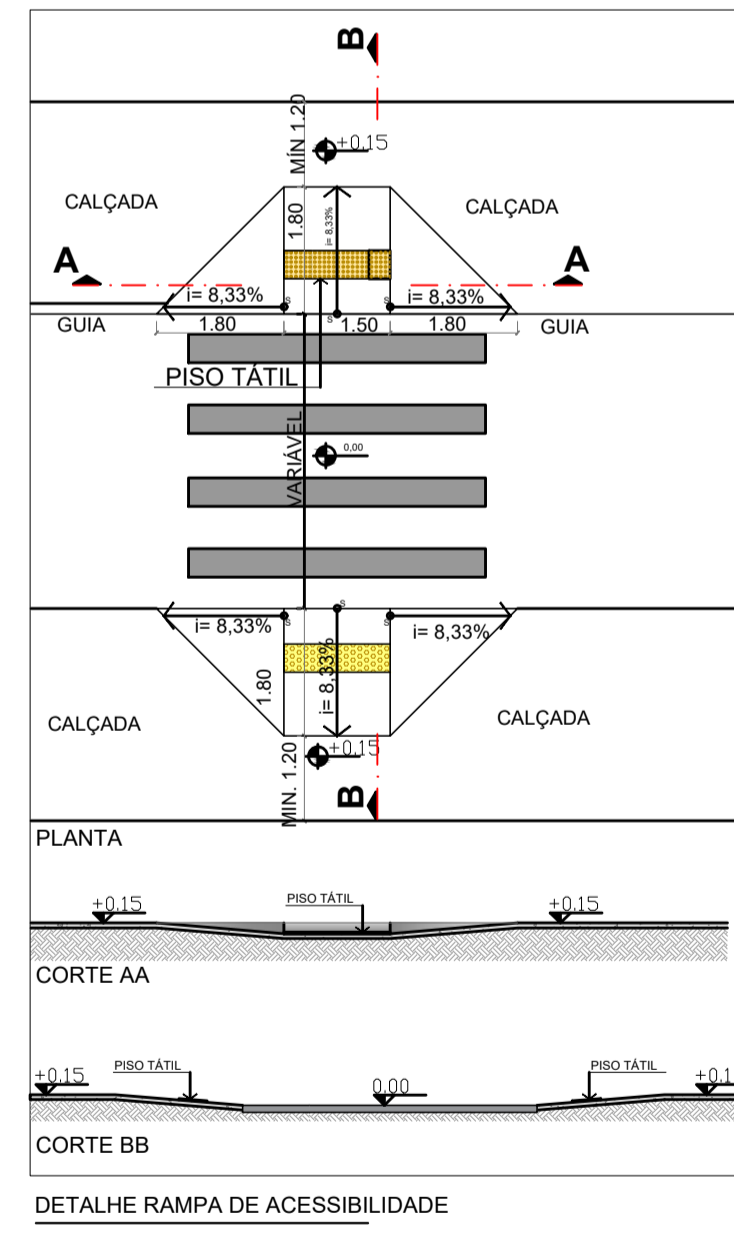 B
MÍN 1.20
+0.15
CALÇADA
CALÇADA
1.80
i= 8,33%
A
A
i= 8,33%
s
s
i= 8,33%
GUIA
1.80
s
1.50
1.80
GUIA
PISO TÁTIL
VARIÁVEL
0,00
s
i= 8,33%
s
s
i= 8,33%
1.80
i= 8,33%
CALÇADA
CALÇADA
MIN. 1.20
+0.15
B
PLANTA
+0.15
PISO TÁTIL
+0.15
CORTE AA
+0.15
PISO TÁTIL
0.00
PISO TÁTIL
+0.1
CORTE BB
DETALHE RAMPA DE ACESSIBILIDADE